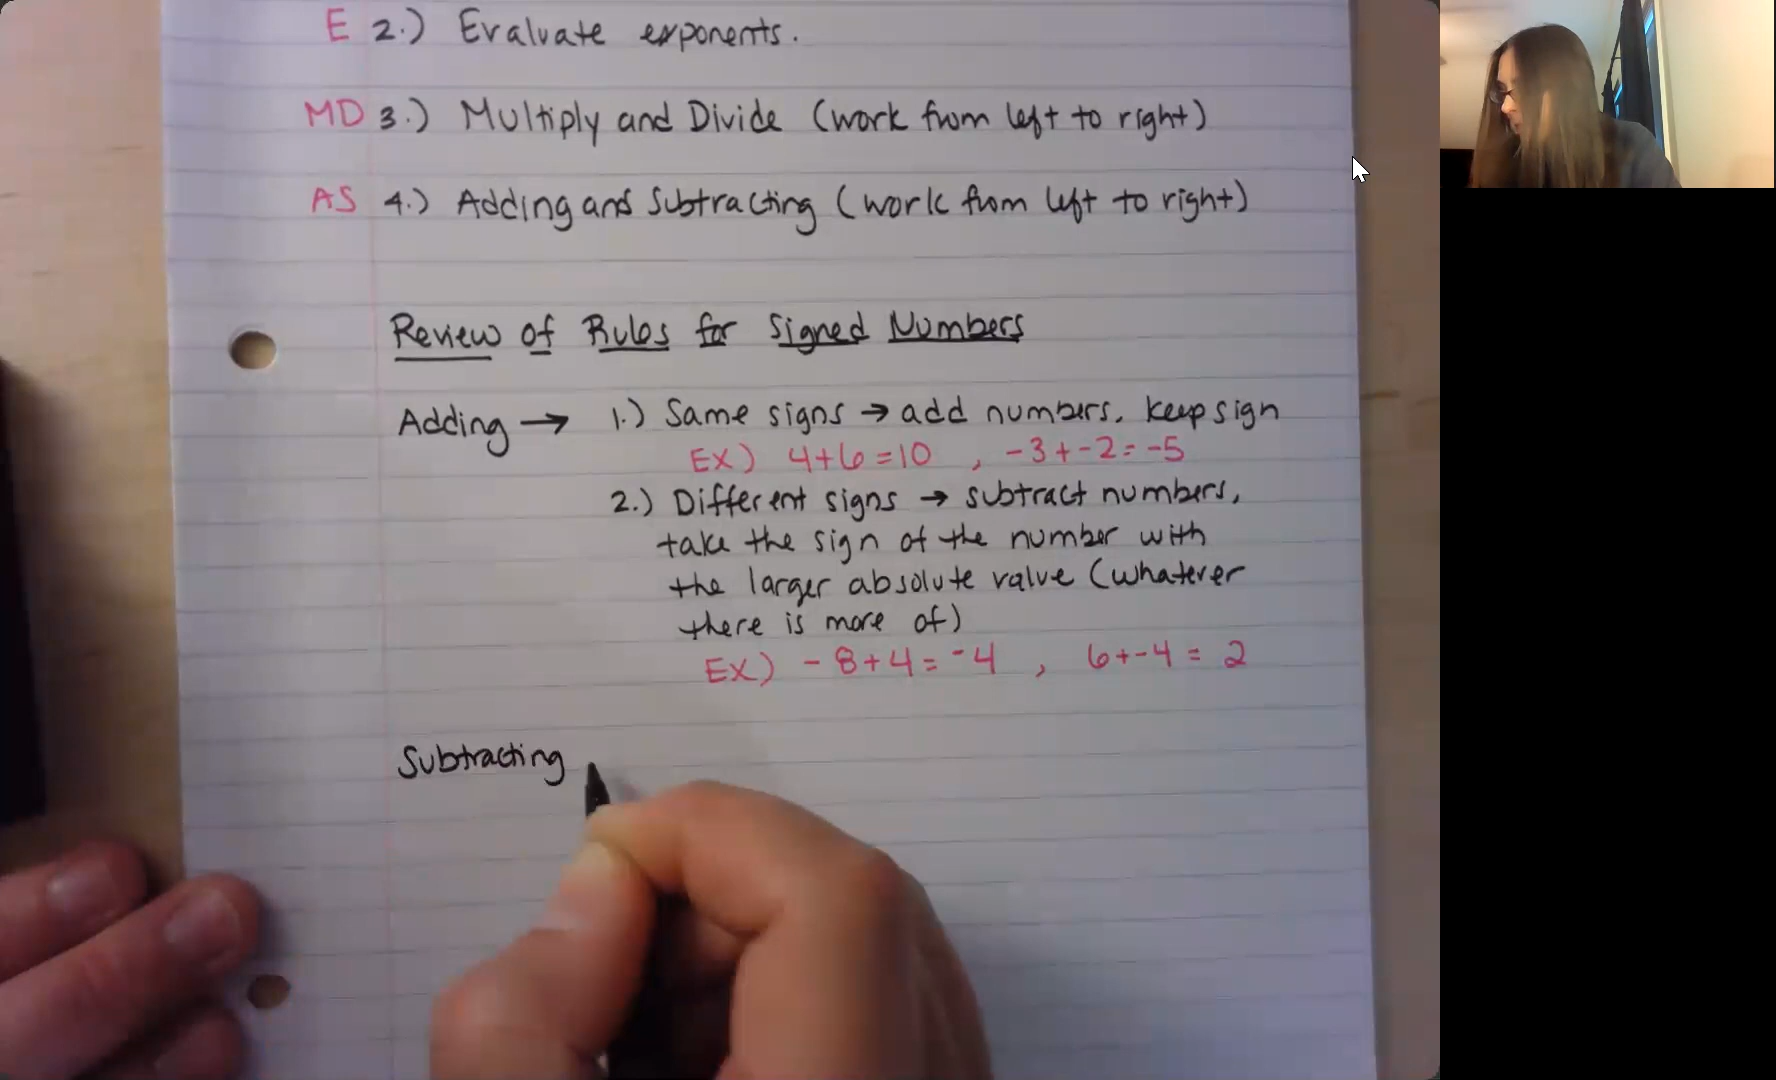 E 2.) Evaluate exponents.
MD 3.) Multiply and Divide (work from left to right)
AS 4.) Adding and Subtracting (work from left to right)
Review of Rules for Signed Numbers
Adding → 1.) Same signs → add numbers, keep sign
EX) 4+6=10 , -3+-2=-5
2.) Different signs → subtract numbers,
take the sign of the number with
the larger absolute value (whatever
there is more of)
EX) -8+4=-4 , 6+-4= 2
Subtracting